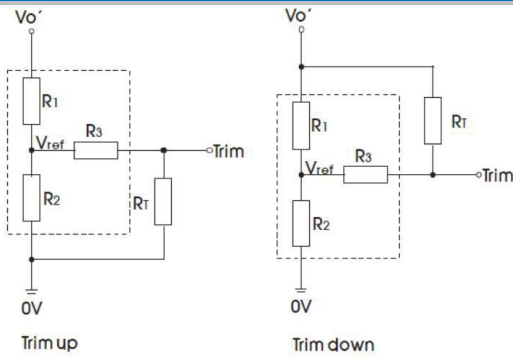 Vo´
R1
Vref
R3
Trim
R2
RT
0V
Trim up
Vo´
R1
RT
Vref
R3
Trim
R2
0V
Trim down